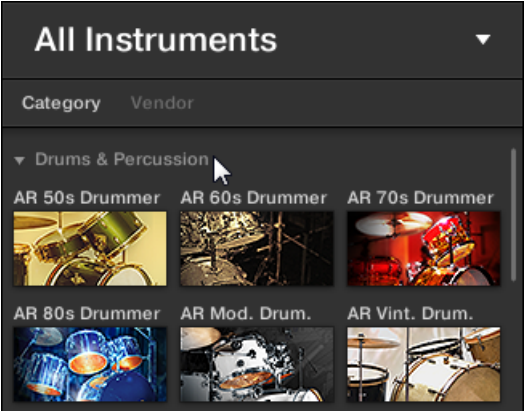 All Instruments
Category Vendor
Drums & Percussion
AR 50s Drummer AR 60s Drummer AR 70s Drummer
AR 80s Drummer AR Mod. Drum. AR Vint. Drum.